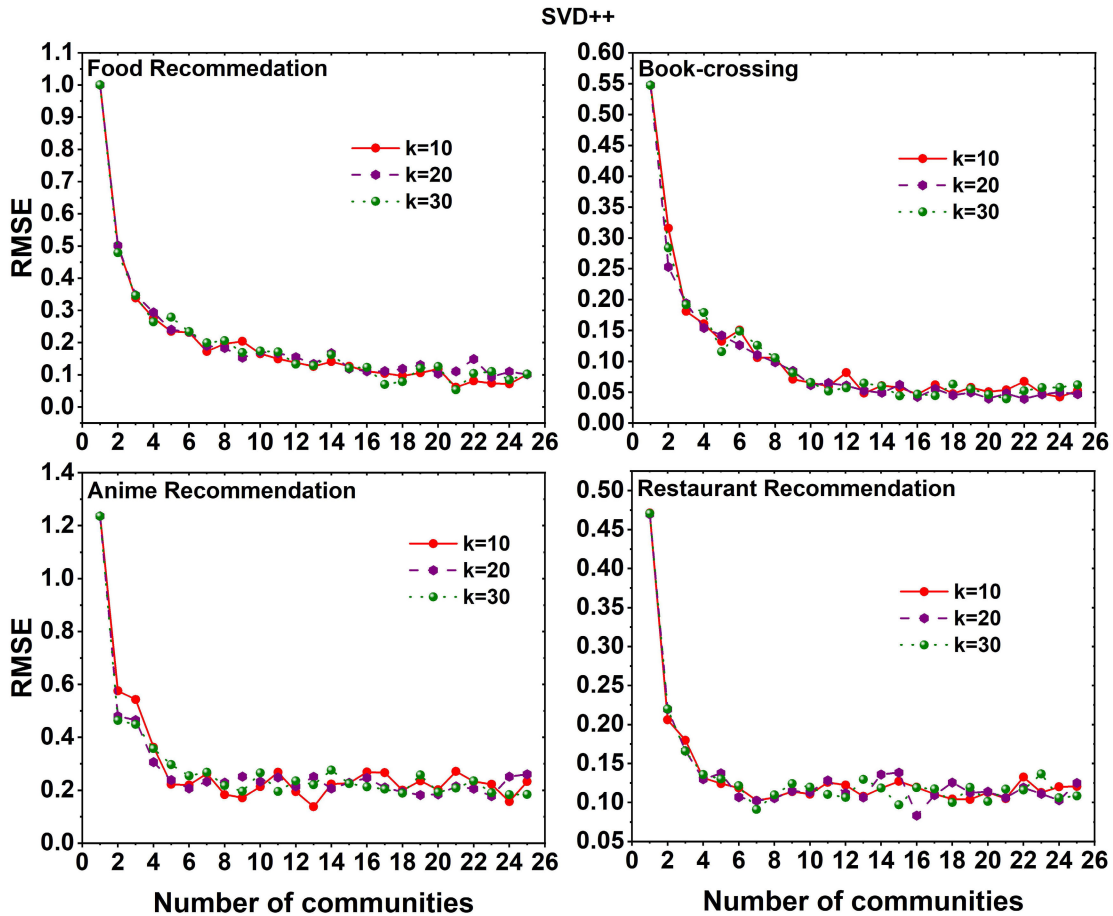 SVD++
Food Recommedation
k=10
k=20
k=30
RMSE
1.1
1.0
0.9
0.8
0.7
0.6
0.5
0.4
0.3
0.2
0.1
0.0
2 4 6 8 10 12 14 16 18 20 22 24 26
Book-crossing
k=10
k=20
k=30
0.60
0.55
0.50
0.45
0.40
0.35
0.30
0.25
0.20
0.15
0.10
0.05
0.00
0 2 4 6 8 10 12 14 16 18 20 22 24 26
Anime Recommendation
k=10
k=20
k=30
RMSE
1.4
1.2
1.0
0.8
0.6
0.4
0.2
0.0
2 4 6 8 10 12 14 16 18 20 22 24 26
Number of communities
Restaurant Recommendation
k=10
k=20
k=30
0.50
0.45
0.40
0.35
0.30
0.25
0.20
0.15
0.10
0.05
0 2 4 6 8 10 12 14 16 18 20 22 24 26
Number of communities